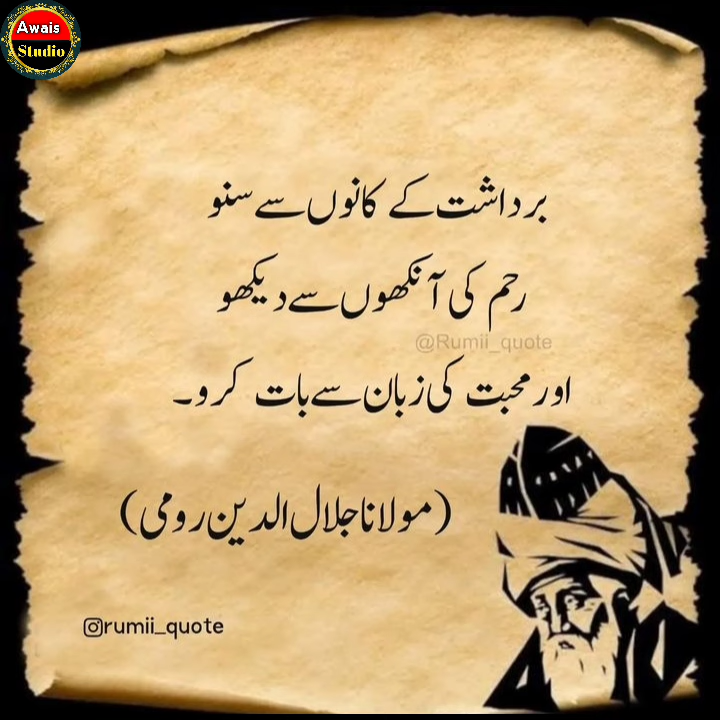 Awais
Studio
برداشت کے کانوں سے سنو
رحم کی آنکھوں سے دیکھو
@Rumii_quote
اور محبت کی زبان سے بات کرو۔
(مولانا جلال الدین رومی)
rumii_quote